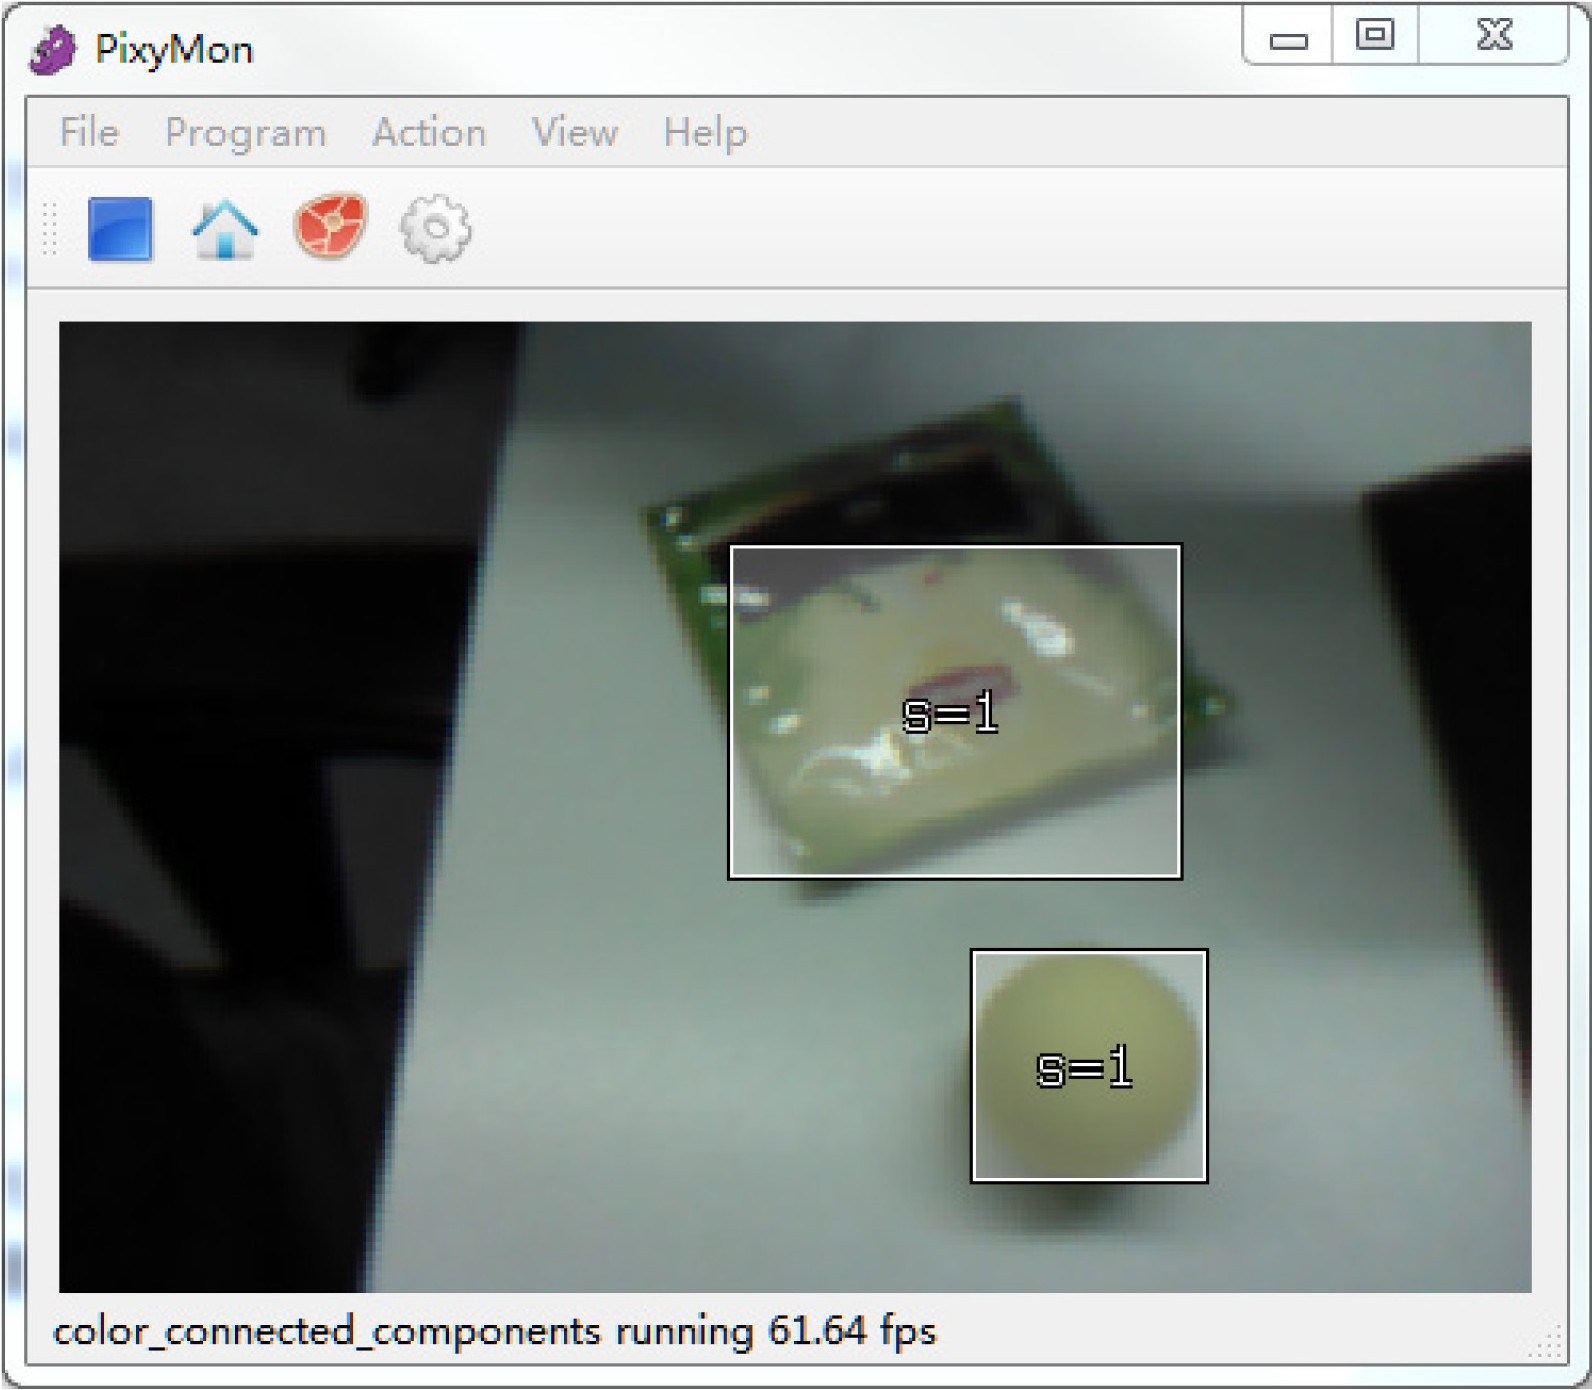 PixyMon
File Program Action View Help
s=1
s=1
color_connected_components running 61.64 fps